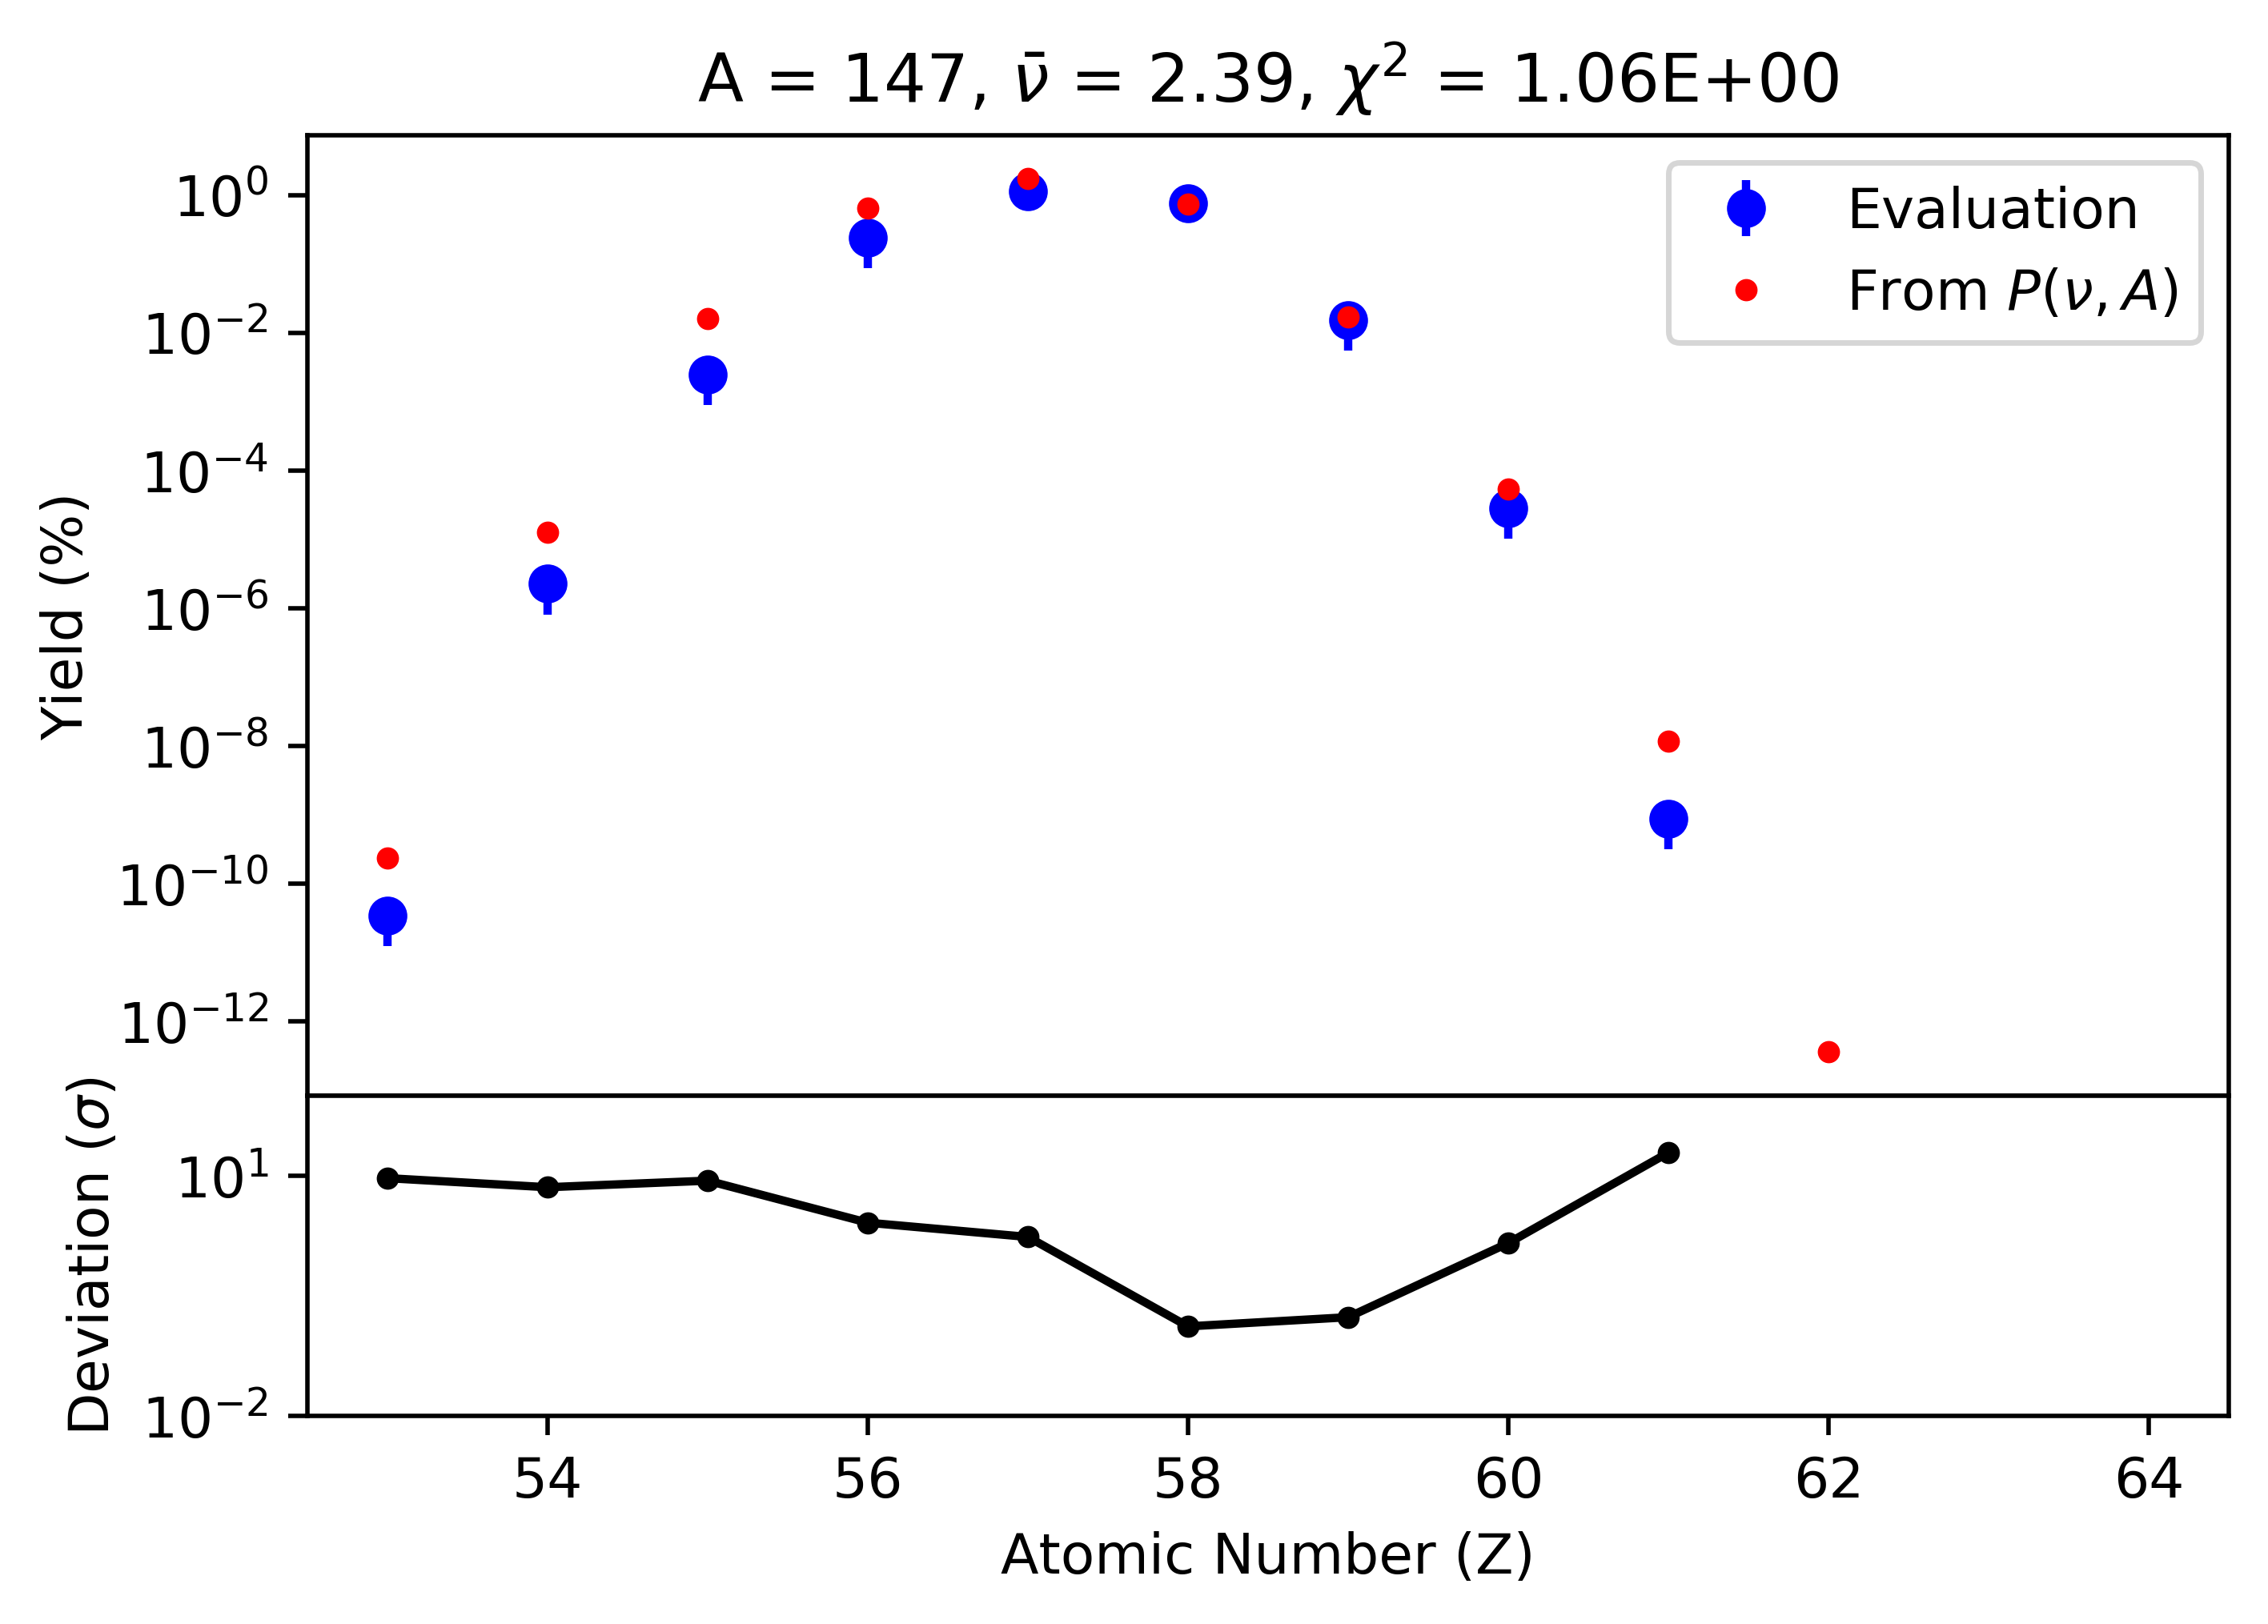 A = 147, ν̄ = 2.39, χ² = 1.06E+00
Evaluation
From P(ν, A)
Yield (%)
10⁰
10⁻²
10⁻⁴
10⁻⁶
10⁻⁸
10⁻¹⁰
10⁻¹²
Deviation (σ)
10¹
10⁻²
54 56 58 60 62 64
Atomic Number (Z)